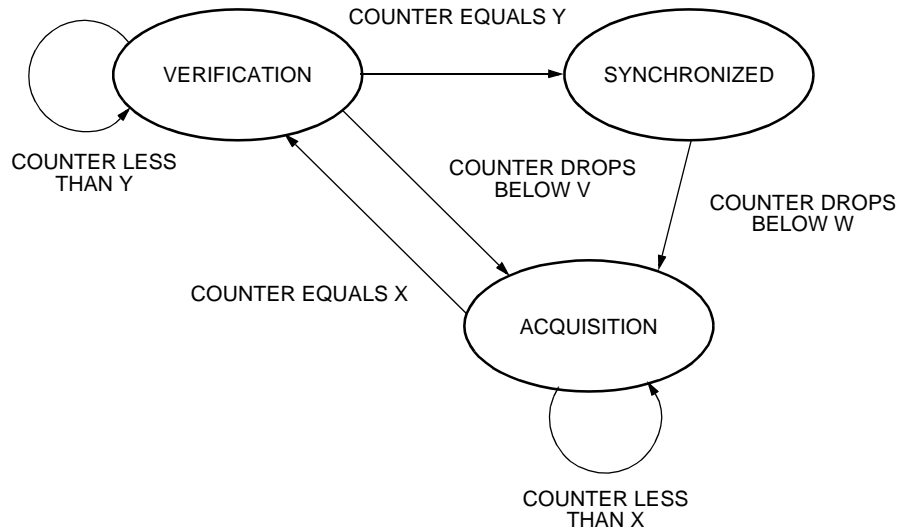 COUNTER EQUALS Y
VERIFICATION
SYNCHRONIZED
COUNTER LESS
THAN Y
COUNTER DROPS
BELOW V
COUNTER DROPS
BELOW W
COUNTER EQUALS X
ACQUISITION
COUNTER LESS
THAN X